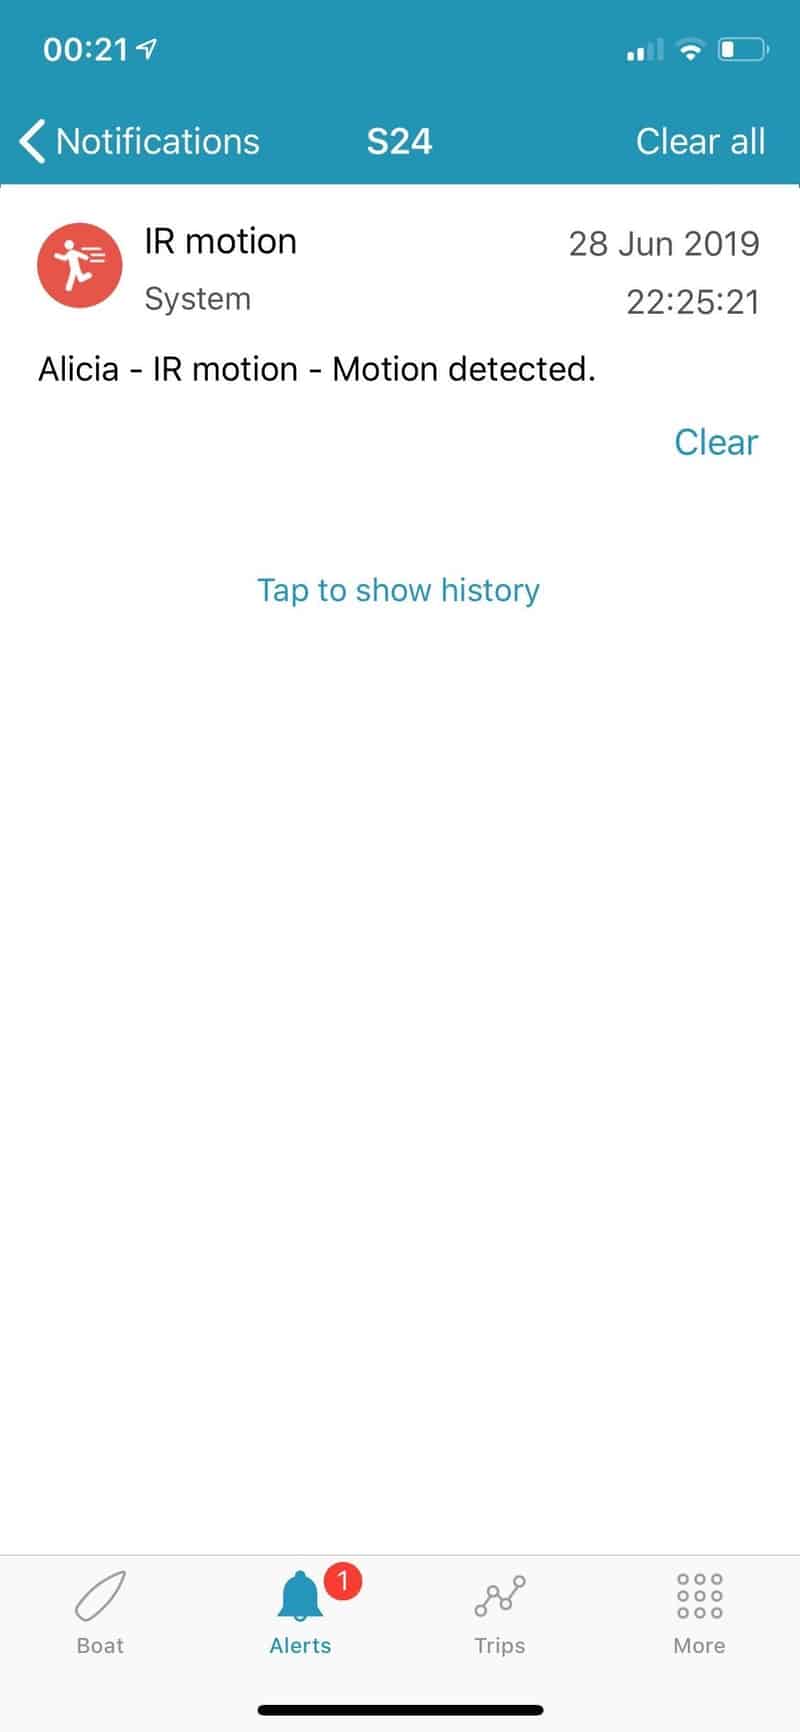 00:21
Notifications S24 Clear all
IR motion 28 Jun 2019
System 22:25:21
Alicia - IR motion - Motion detected.
Clear
Tap to show history
1
Boat Alerts Trips More